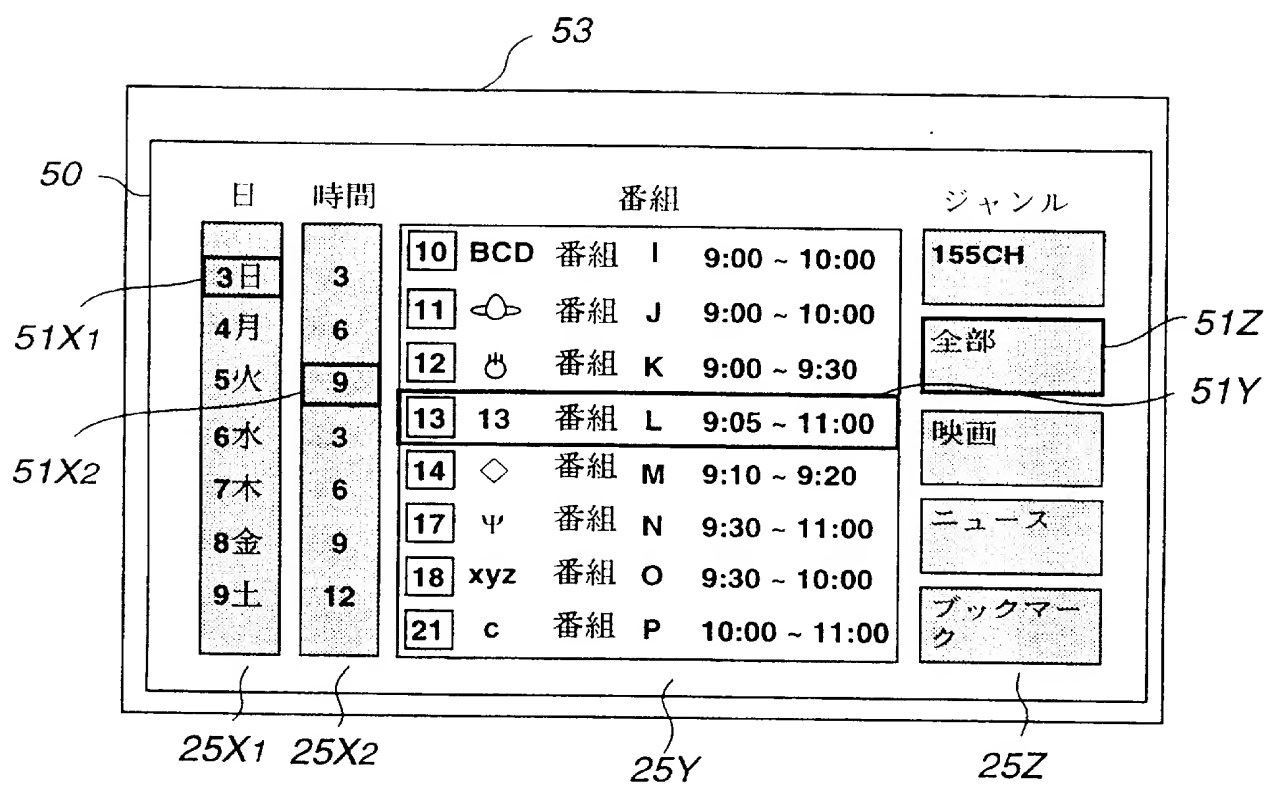 53
50
日 時間 番組 ジャンル
3日
4月
5火
6水
7木
8金
9土
3
6
9
3
6
9
12
10 BCD 番組 I 9:00 ~ 10:00
11 番組 J 9:00 ~ 10:00
12 番組 K 9:00 ~ 9:30
13 13 番組 L 9:05 ~ 11:00
14 ◇ 番組 M 9:10 ~ 9:20
17 Ψ 番組 N 9:30 ~ 11:00
18 xyz 番組 O 9:30 ~ 10:00
21 c 番組 P 10:00 ~ 11:00
155CH
全部
映画
ニュース
ブックマー
ク
51X1
51X2
51Z
51Y
25X1 25X2 25Y 25Z